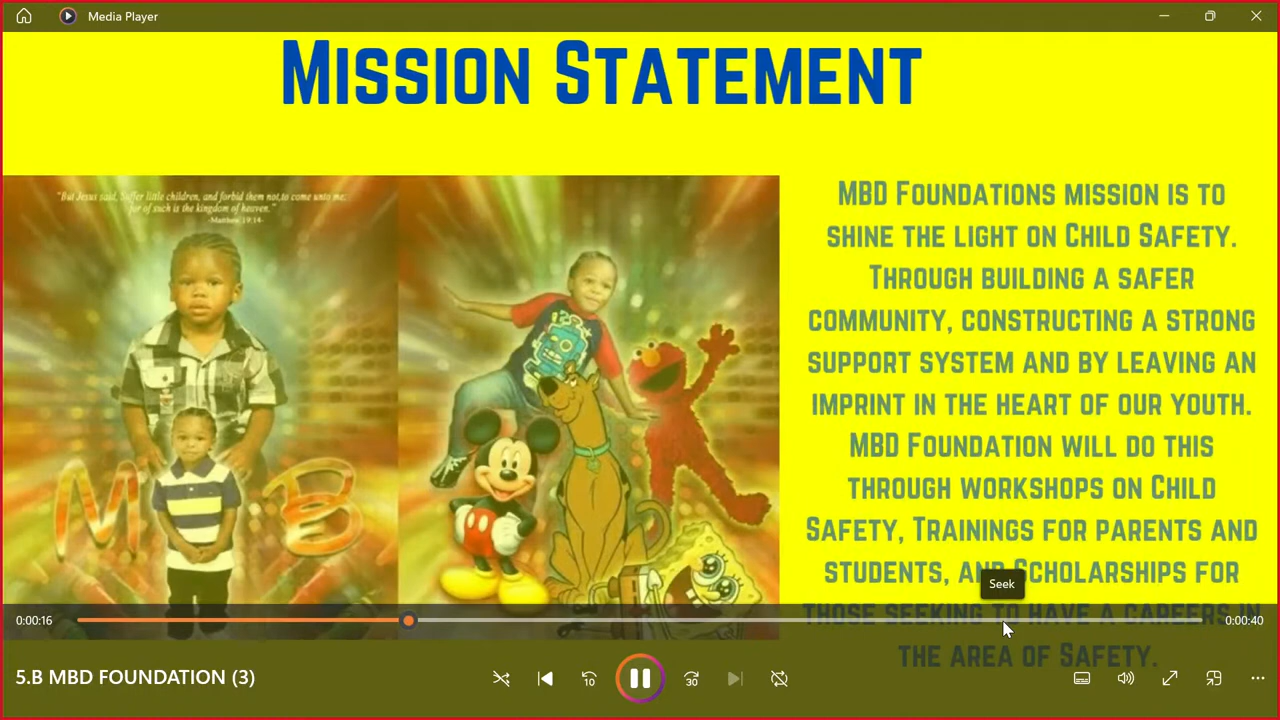 Media Player
MISSION STATEMENT
"But Jesus said, Suffer little children, and forbid them not, to come unto me:
for of such is the kingdom of heaven."
-Matthew 19:14-
M B
MBD FOUNDATIONS MISSION IS TO
SHINE THE LIGHT ON CHILD SAFETY.
THROUGH BUILDING A SAFER
COMMUNITY, CONSTRUCTING A STRONG
SUPPORT SYSTEM AND BY LEAVING AN
IMPRINT IN THE HEART OF OUR YOUTH.
MBD FOUNDATION WILL DO THIS
THROUGH WORKSHOPS ON CHILD
SAFETY, TRAININGS FOR PARENTS AND
STUDENTS, AND SCHOLARSHIPS FOR
THOSE SEEKING TO HAVE A CAREERS IN
THE AREA OF SAFETY.
Seek
0:00:16
0:00:40
5.B MBD FOUNDATION (3)
10
30